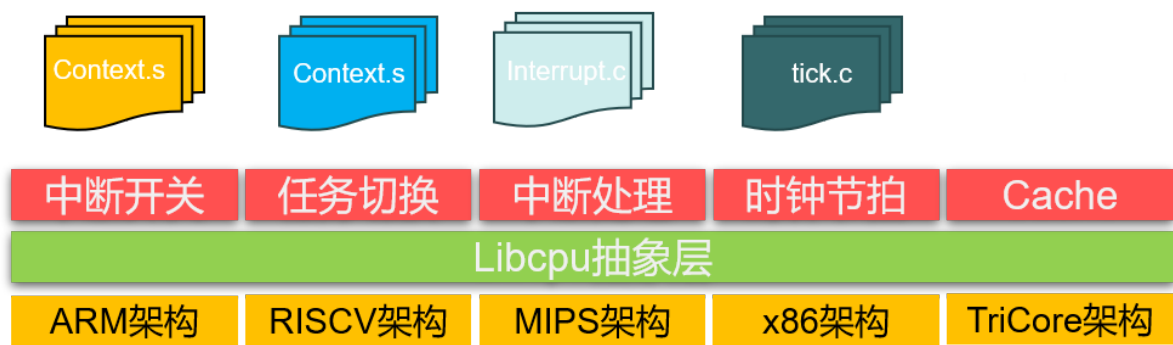 Context.s Context.s Interrupt.c tick.c
中断开关 任务切换 中断处理 时钟节拍 Cache
Libcpu抽象层
ARM架构 RISCV架构 MIPS架构 x86架构 TriCore架构